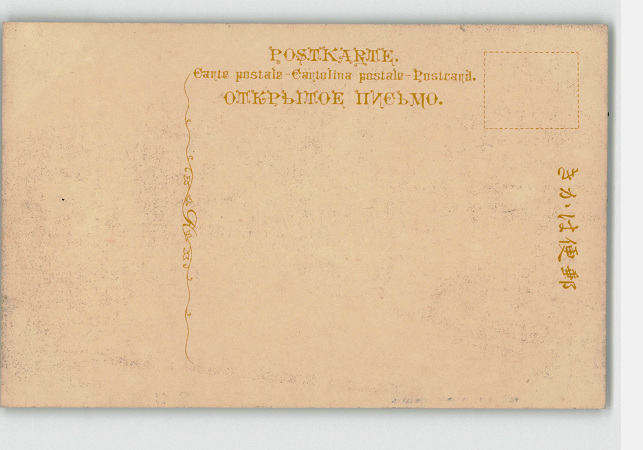 POSTKARTE.
Carte postale - Cartolina postale - Postcard.
ОТКРЫТОЕ ПИСЬМО.
郵便はかき